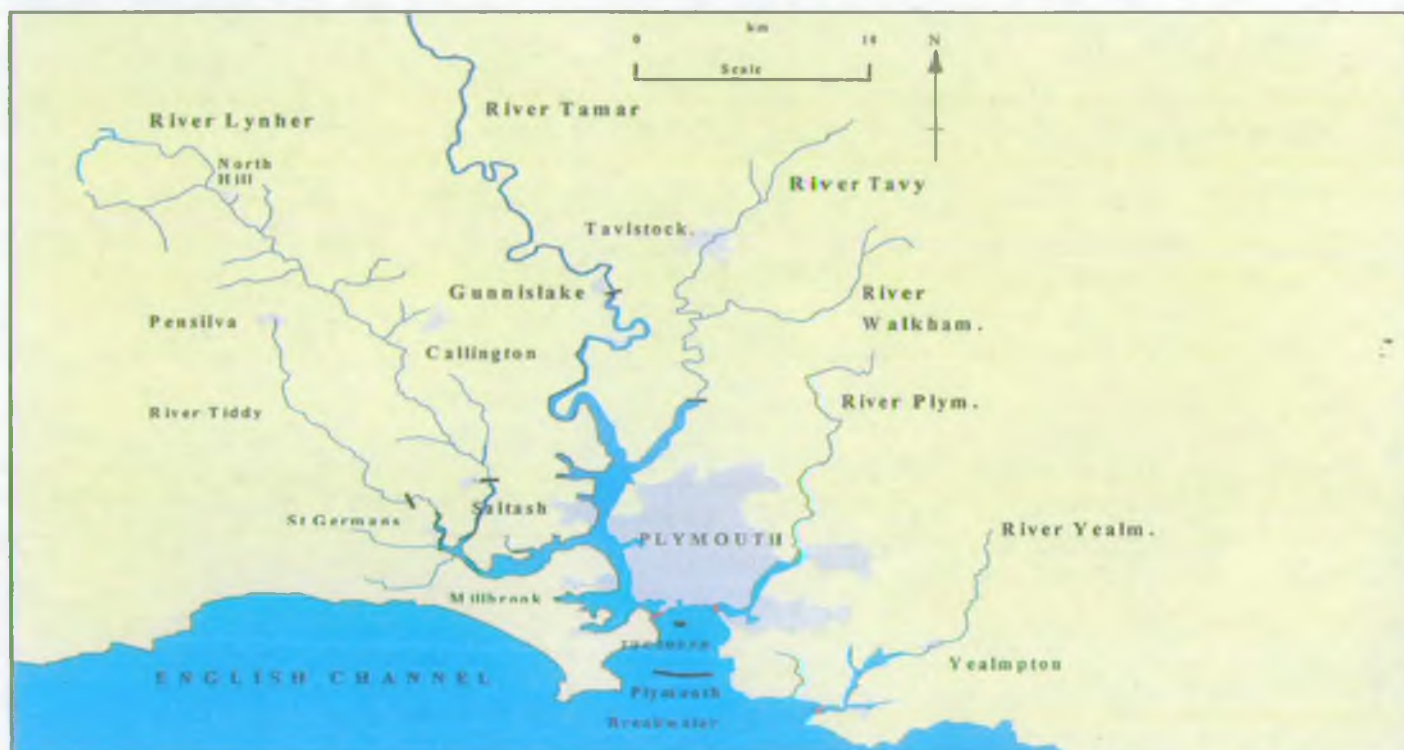 0 km 10 N
Scale
River Tamar
River Lynher
North
Hill
River Tavy
Tavistock.
Gunnislake
River
Walkham.
Pensilva
Callington
River Tiddy
River Plym.
Saltash
St Germans
PLYMOUTH
River Yealm.
Millbrook
Yealmpton
ENGLISH CHANNEL
Plymouth
Breakwater